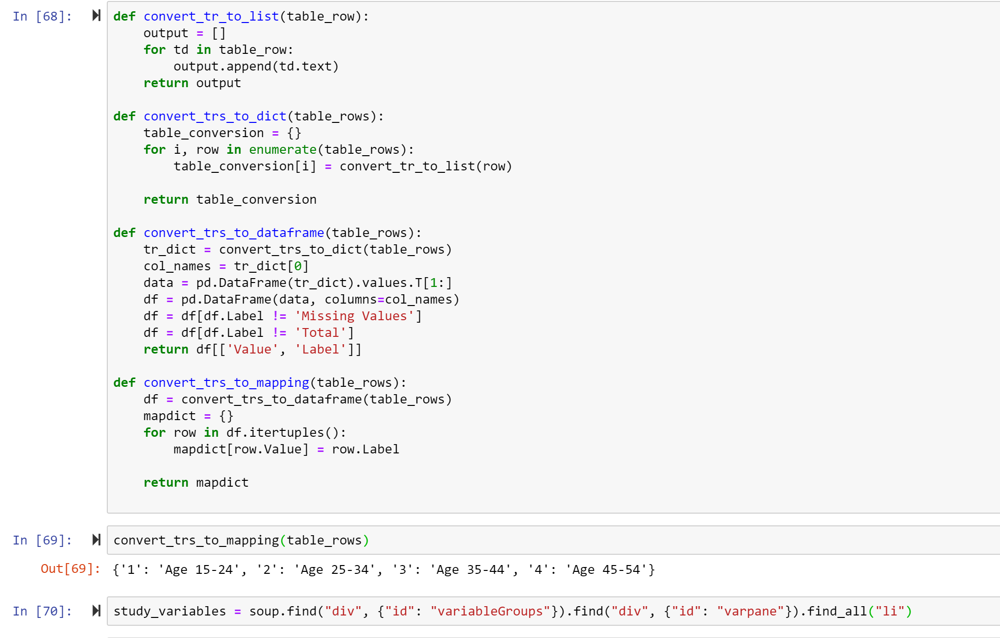 In [68]:
def convert_tr_to_list(table_row):
    output = []
    for td in table_row:
        output.append(td.text)
    return output

def convert_trs_to_dict(table_rows):
    table_conversion = {}
    for i, row in enumerate(table_rows):
        table_conversion[i] = convert_tr_to_list(row)

    return table_conversion

def convert_trs_to_dataframe(table_rows):
    tr_dict = convert_trs_to_dict(table_rows)
    col_names = tr_dict[0]
    data = pd.DataFrame(tr_dict).values.T[1:]
    df = pd.DataFrame(data, columns=col_names)
    df = df[df.Label != 'Missing Values']
    df = df[df.Label != 'Total']
    return df[['Value', 'Label']]

def convert_trs_to_mapping(table_rows):
    df = convert_trs_to_dataframe(table_rows)
    mapdict = {}
    for row in df.itertuples():
        mapdict[row.Value] = row.Label

    return mapdict

In [69]:
convert_trs_to_mapping(table_rows)
Out[69]:
{'1': 'Age 15-24', '2': 'Age 25-34', '3': 'Age 35-44', '4': 'Age 45-54'}
In [70]:
study_variables = soup.find("div", {"id": "variableGroups"}).find("div", {"id": "varpane"}).find_all("li")